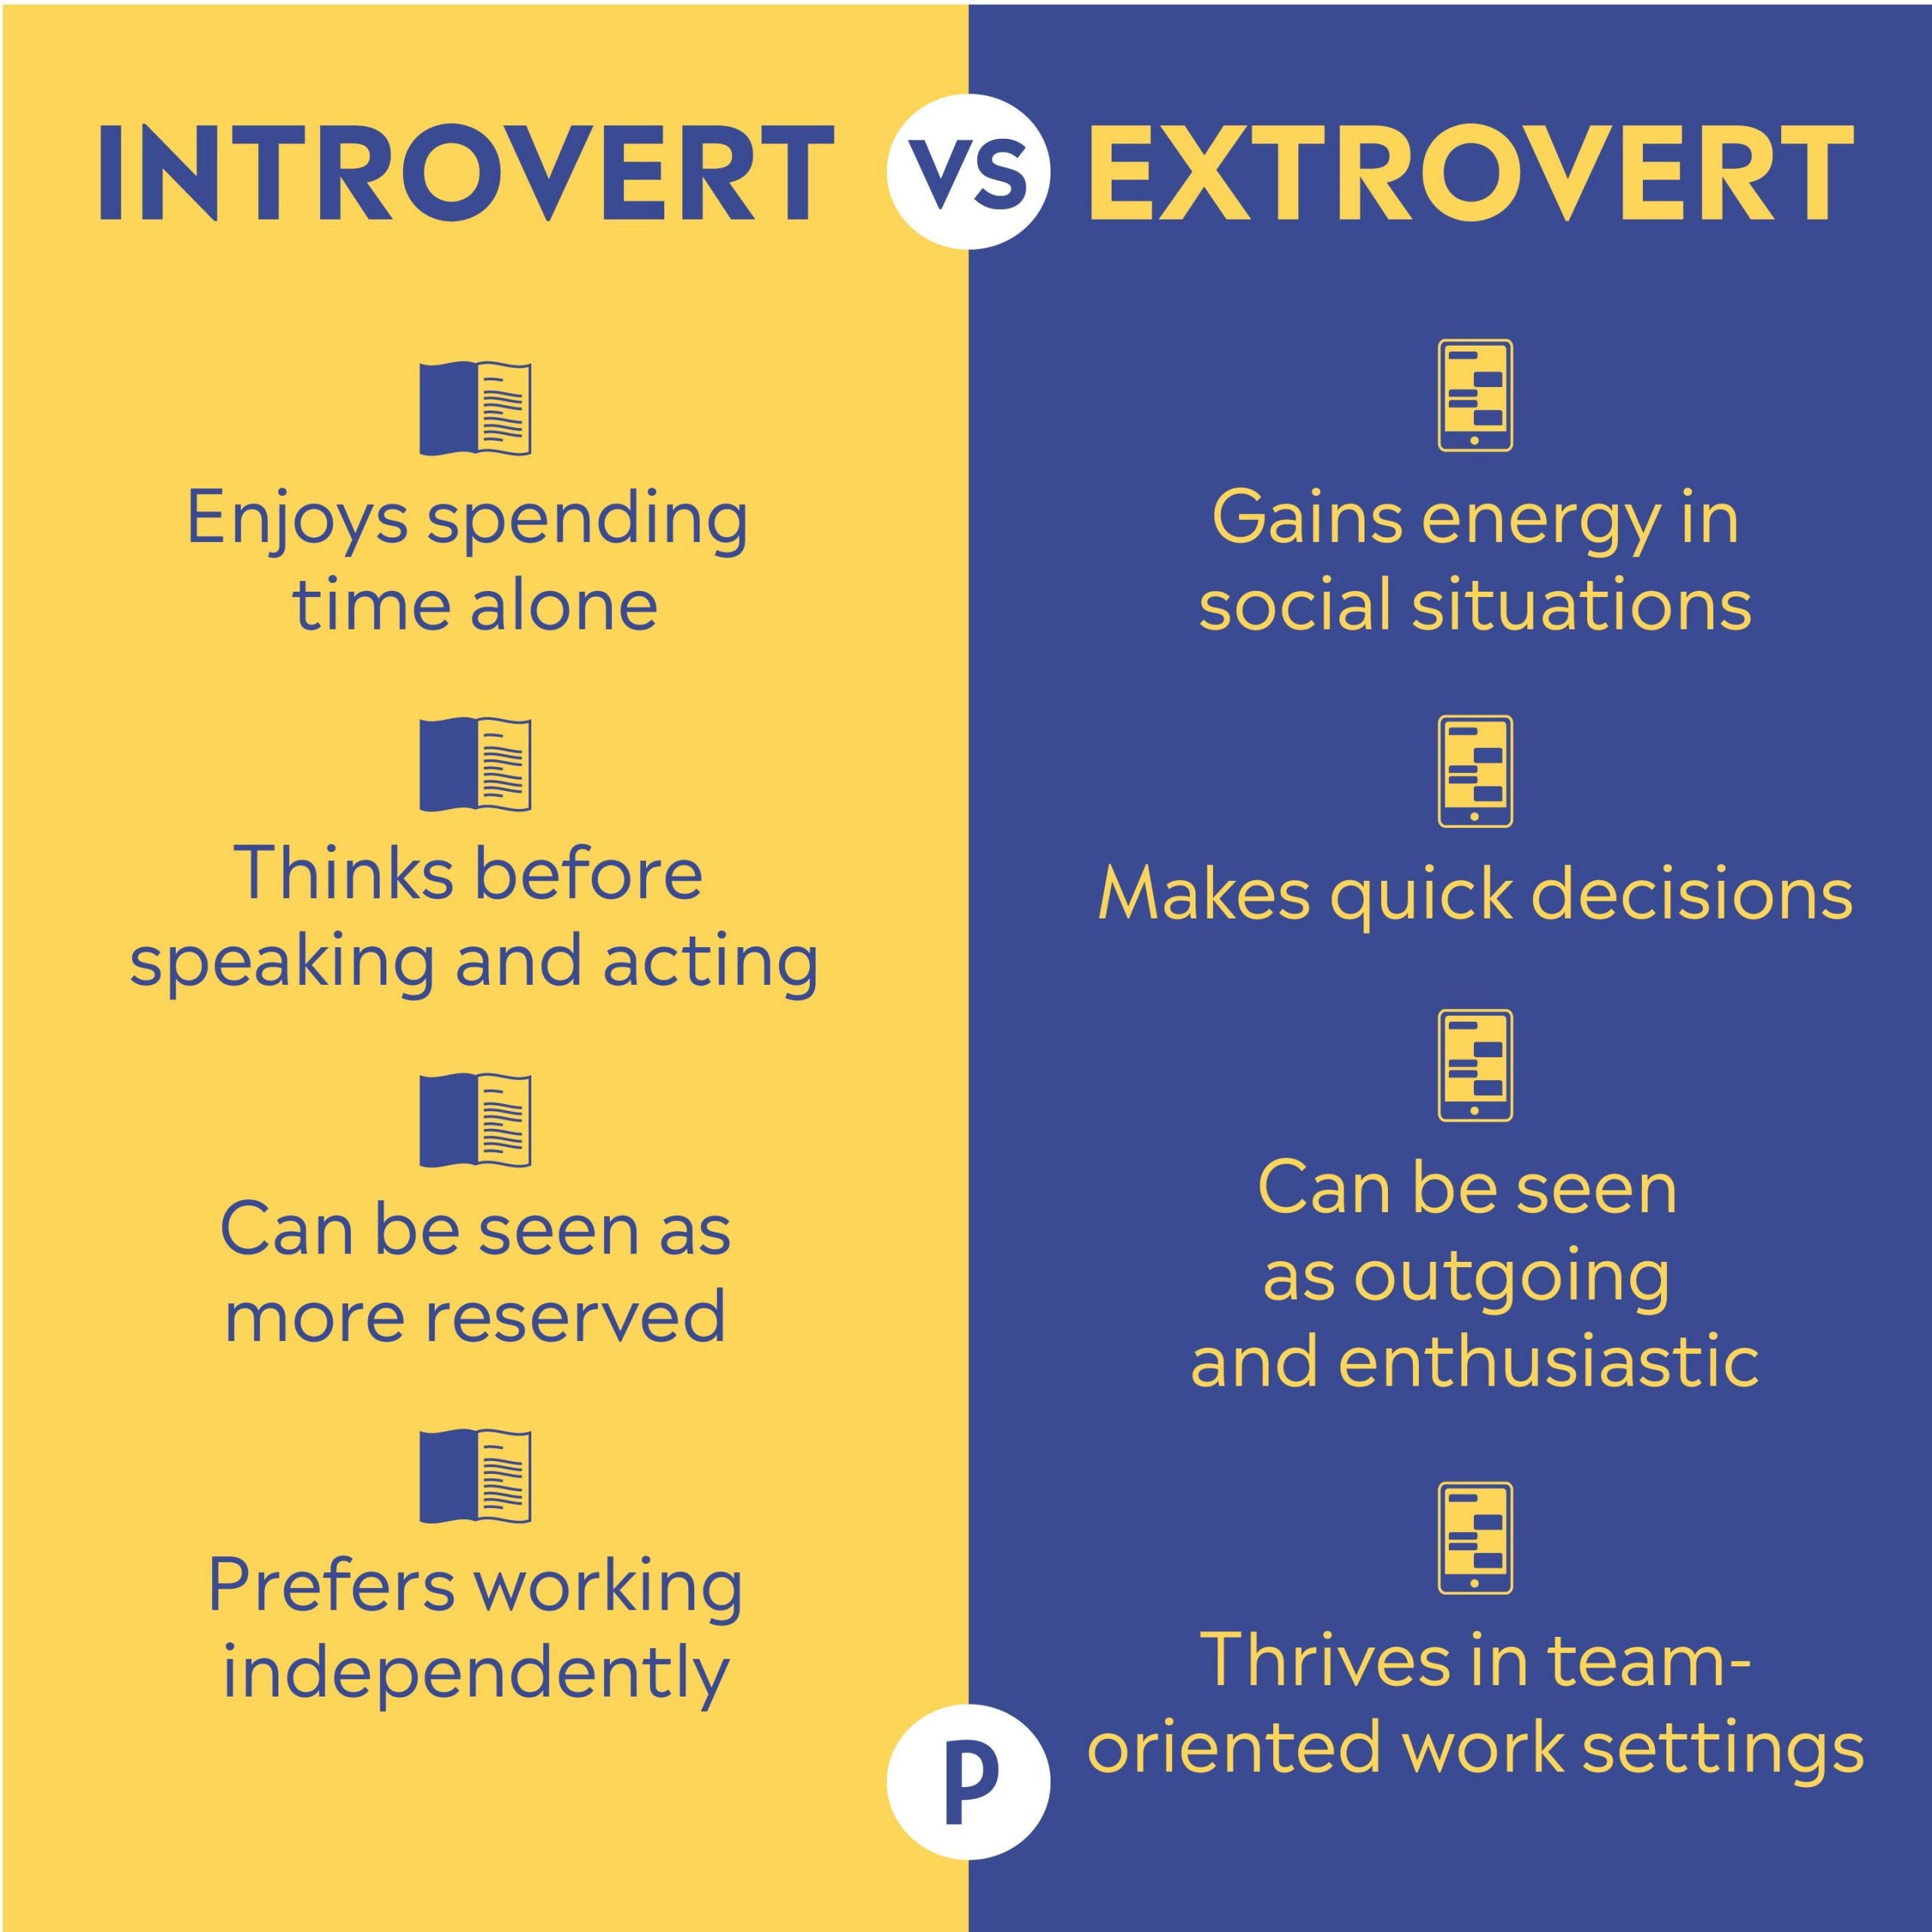 INTROVERT
VS
EXTROVERT
Enjoys spending
time alone
Thinks before
speaking and acting
Can be seen as
more reserved
Prefers working
independently
Gains energy in
social situations
Makes quick decisions
Can be seen
as outgoing
and enthusiastic
Thrives in team-
oriented work settings
P